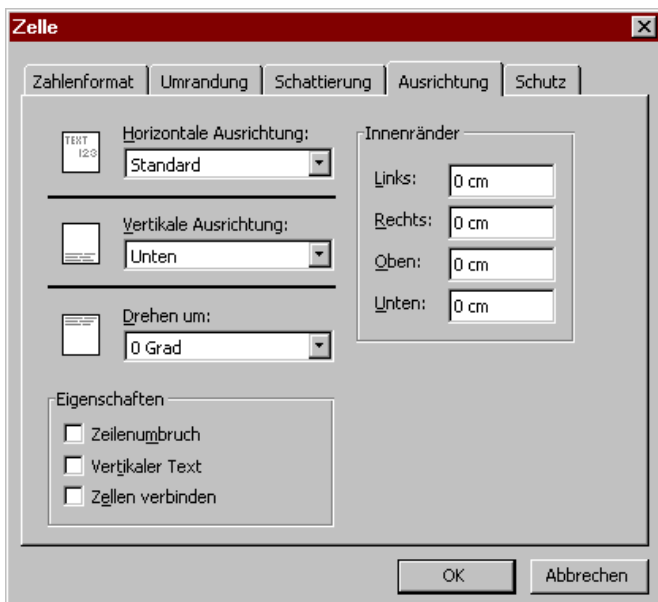 Zelle
Zahlenformat Umrandung Schattierung Ausrichtung Schutz
TEXT
123
Horizontale Ausrichtung:
Standard
Vertikale Ausrichtung:
Unten
Drehen um:
0 Grad
Innenränder
Links: 0 cm
Rechts: 0 cm
Oben: 0 cm
Unten: 0 cm
Eigenschaften
Zeilenumbruch
Vertikaler Text
Zellen verbinden
OK Abbrechen